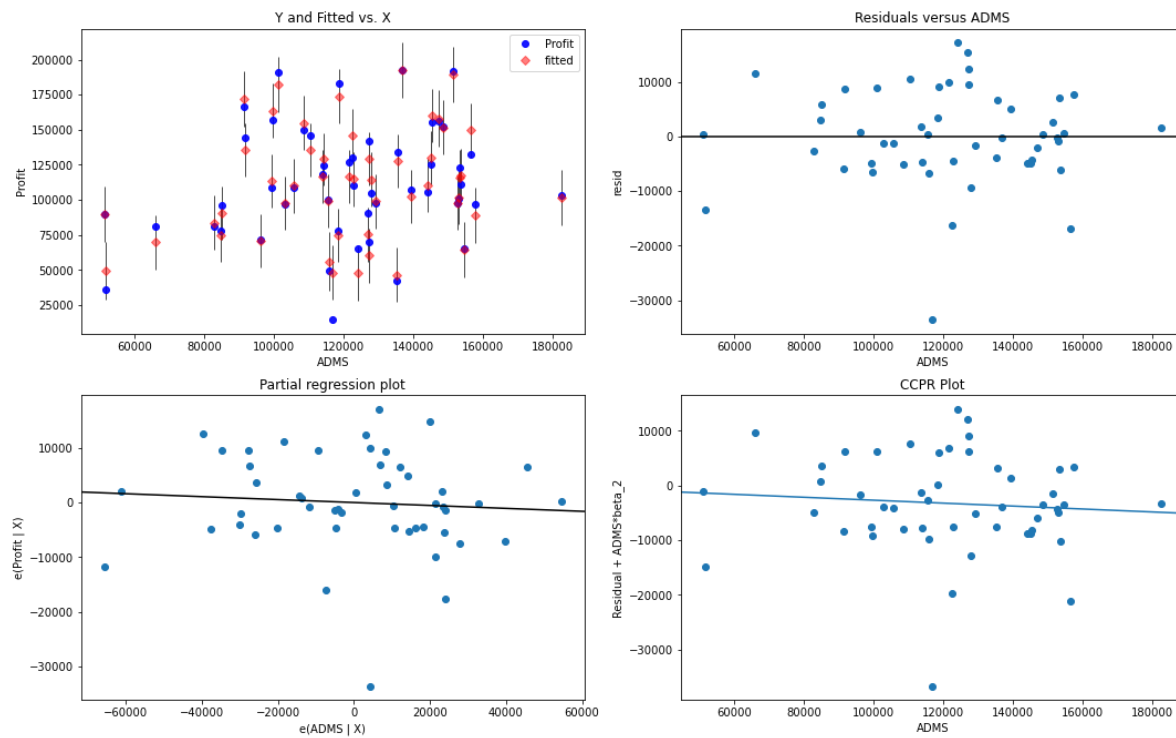 Y and Fitted vs. X
Profit
fitted
200000
175000
150000
125000
100000
75000
50000
25000
Profit
60000 80000 100000 120000 140000 160000 180000
ADMS
Residuals versus ADMS
10000
0
−10000
−20000
−30000
resid
60000 80000 100000 120000 140000 160000 180000
ADMS
Partial regression plot
10000
0
−10000
−20000
−30000
e(Profit | X)
−60000 −40000 −20000 0 20000 40000 60000
e(ADMS | X)
CCPR Plot
10000
0
−10000
−20000
−30000
Residual + ADMS*beta_2
60000 80000 100000 120000 140000 160000 180000
ADMS